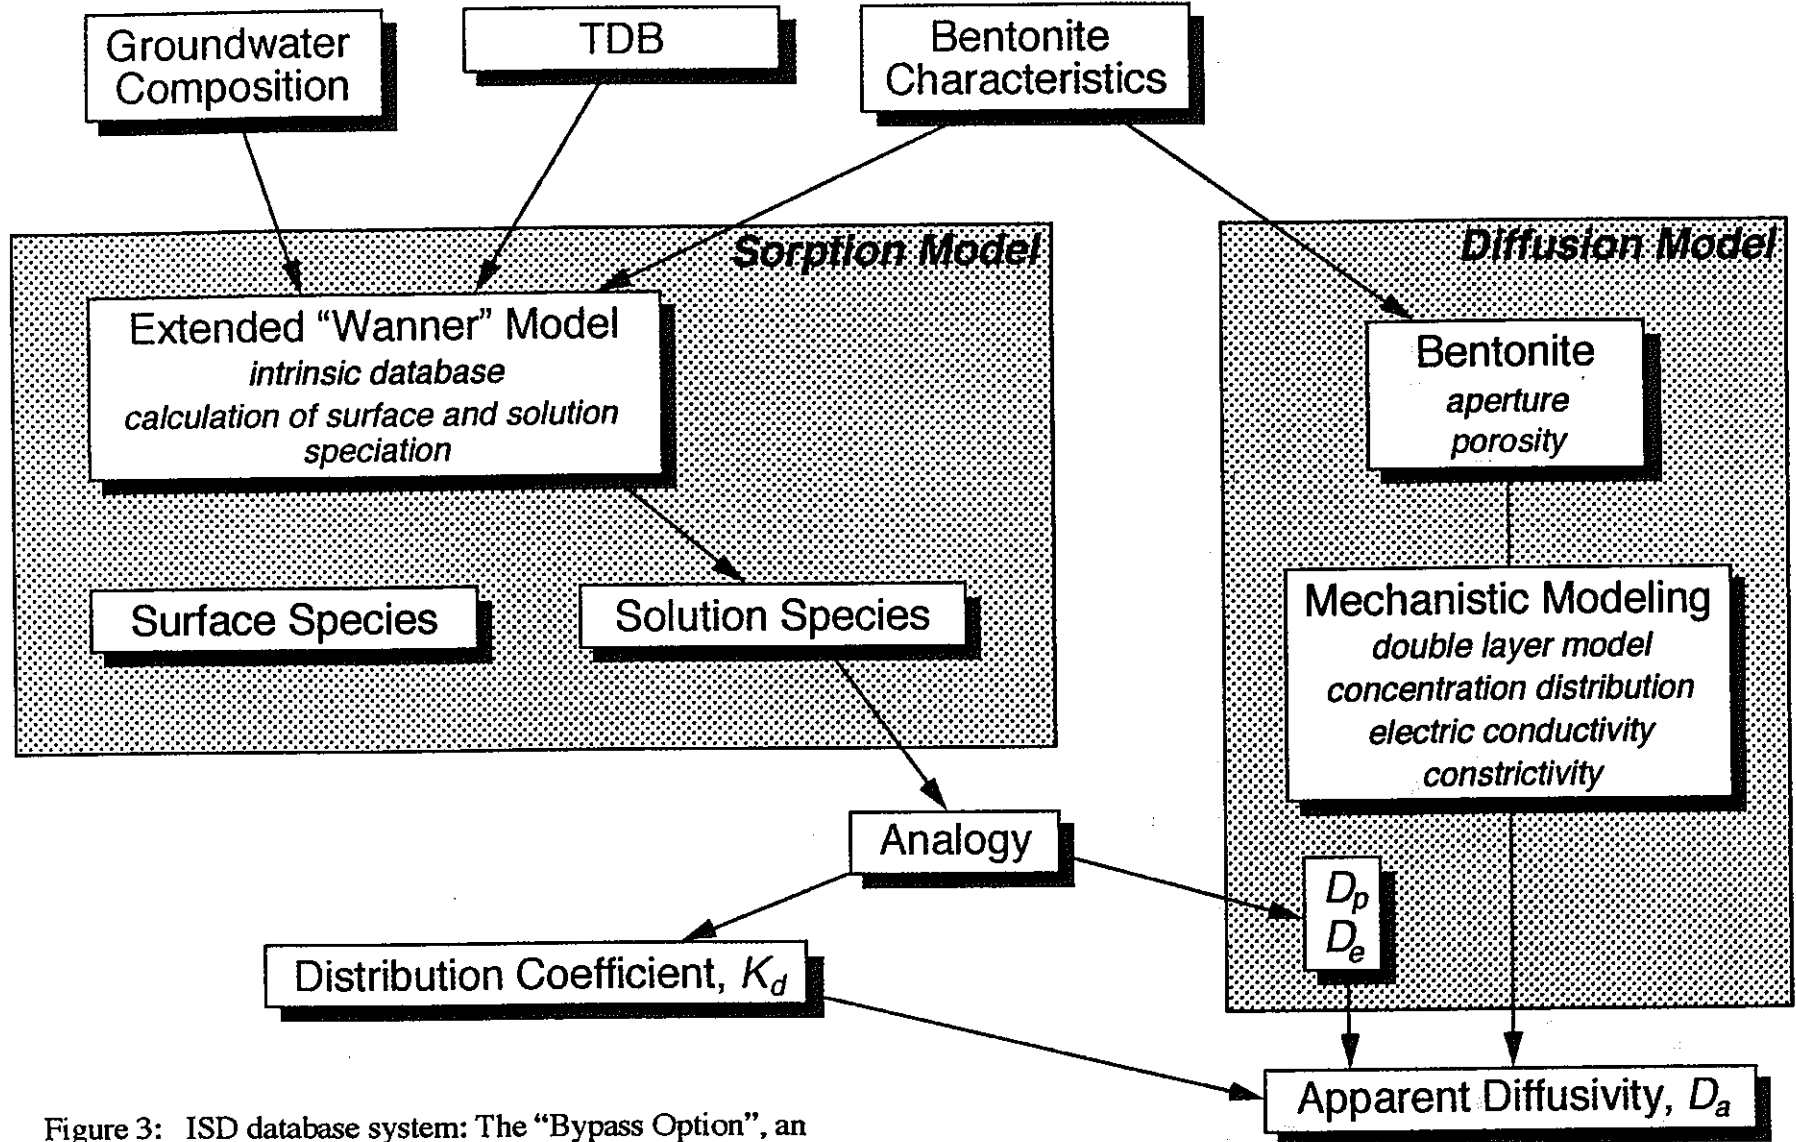 Groundwater
Composition
TDB
Bentonite
Characteristics
Sorption Model
Diffusion Model
Extended “Wanner” Model
intrinsic database
calculation of surface and solution
speciation
Bentonite
aperture
porosity
Surface Species
Solution Species
Mechanistic Modeling
double layer model
concentration distribution
electric conductivity
constrictivity
Analogy
Dp
De
Distribution Coefficient, Kd
Apparent Diffusivity, Da
Figure 3: ISD database system: The “Bypass Option”, an